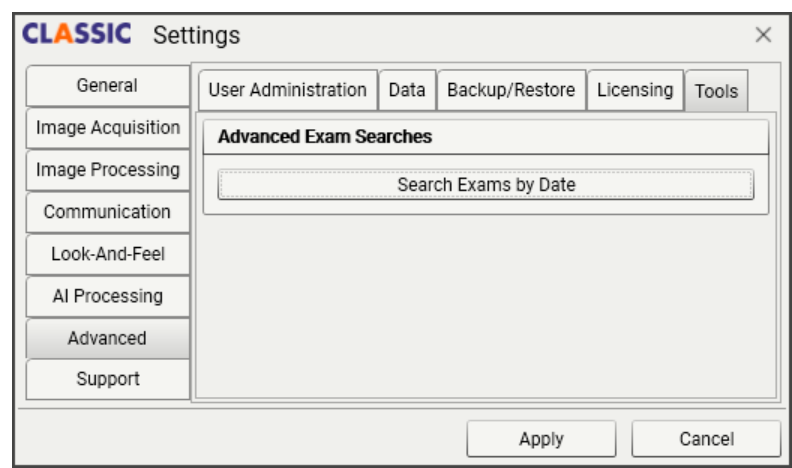 CLASSIC Settings
General
Image Acquisition
Image Processing
Communication
Look-And-Feel
AI Processing
Advanced
Support
User Administration Data Backup/Restore Licensing Tools
Advanced Exam Searches
Search Exams by Date
Apply Cancel